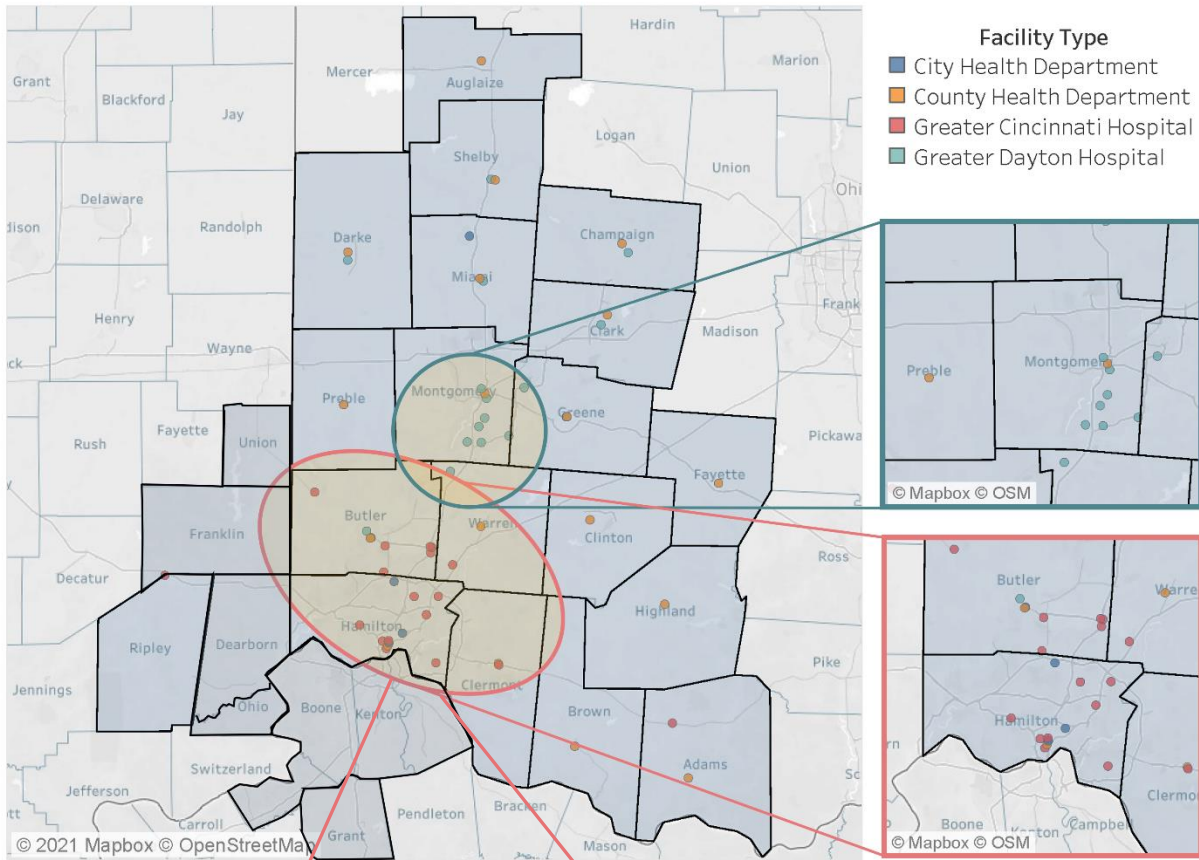 Facility Type
City Health Department
County Health Department
Greater Cincinnati Hospital
Greater Dayton Hospital
Hardin
Marion
Mercer
Auglaize
Grant
Blackford
Jay
Logan
Union
Shelby
Delaware
Randolph
Darke
Champaign
Miami
Henry
Clark
Madison
Wayne
Preble
Montgomery
Greene
Rush
Fayette
Union
Pickawa
Fayette
Butler
Warren
Clinton
Franklin
Ross
Decatur
Highland
Hamilton
Ripley
Dearborn
Pike
Jennings
Clermont
Ohio
Boone
Kenton
Brown
Adams
Switzerland
Jefferson
Carroll
Grant
Pendleton
Bracken
Mason
© 2021 Mapbox © OpenStreetMap
Preble
Montgomery
© Mapbox © OSM
Butler
Warren
Hamilton
Clermo
Boone
Kenton
Campbell
© Mapbox © OSM